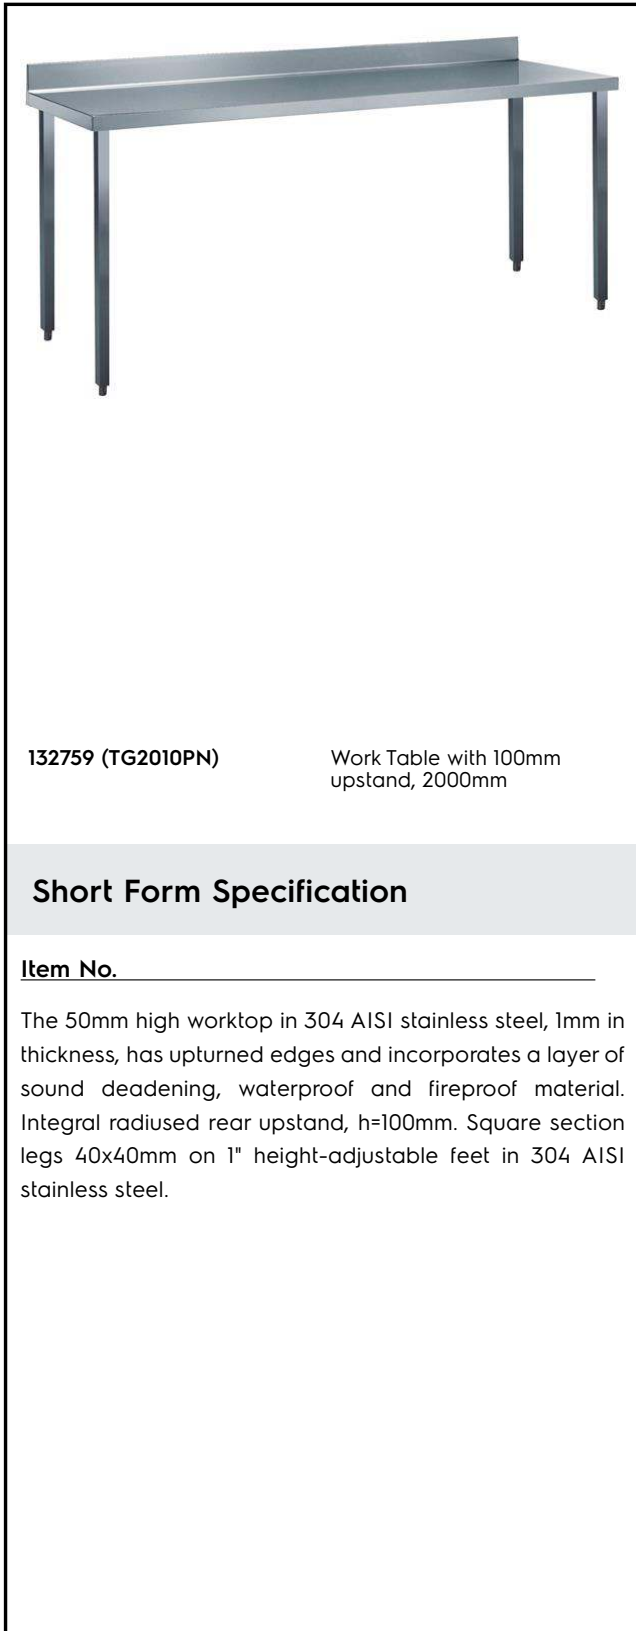 132759 (TG2010PN)
Work Table with 100mm
upstand, 2000mm
Short Form Specification
Item No.
The 50mm high worktop in 304 AISI stainless steel, 1mm in
thickness, has upturned edges and incorporates a layer of
sound deadening, waterproof and fireproof material.
Integral radiused rear upstand, h=100mm. Square section
legs 40x40mm on 1" height-adjustable feet in 304 AISI
stainless steel.